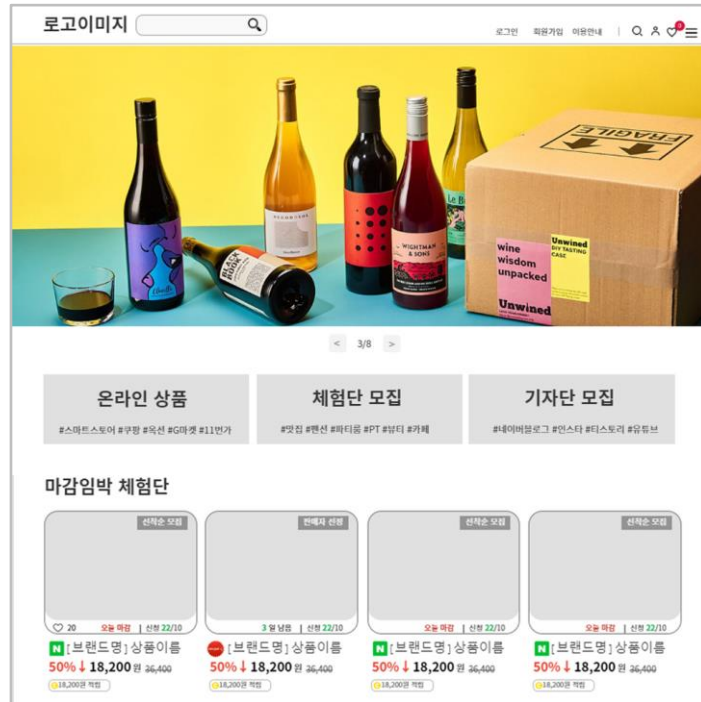 로고이미지
로그인 회원가입 이용안내 |
0
FRAGILE
Le Ba
WIGHTMAN
& SONS
BLACK
BOOK
wine
wisdom
unpacked
Unwined
Unwined
DIY TASTING
CASE
< 3/8 >
온라인 상품
#스마트스토어 #쿠팡 #옥션 #G마켓 #11번가
체험단 모집
#맛집 #펜션 #파티룸 #PT #뷰티 #카페
기자단 모집
#네이버블로그 #인스타 #티스토리 #유튜브
마감임박 체험단
선착순 모집
판매자 선정
선착순 모집
선착순 모집
20 오늘 마감 | 신청 22/10
3 일 남음 | 신청 22/10
오늘 마감 | 신청 22/10
오늘 마감 | 신청 22/10
N [브랜드명]상품이름
[브랜드명]상품이름
N [브랜드명]상품이름
N [브랜드명]상품이름
50%↓ 18,200 원 36,400
50%↓ 18,200 원 36,400
50%↓ 18,200 원 36,400
50%↓ 18,200 원 36,400
18,200원 적립
18,200원 적립
18,200원 적립
18,200원 적립